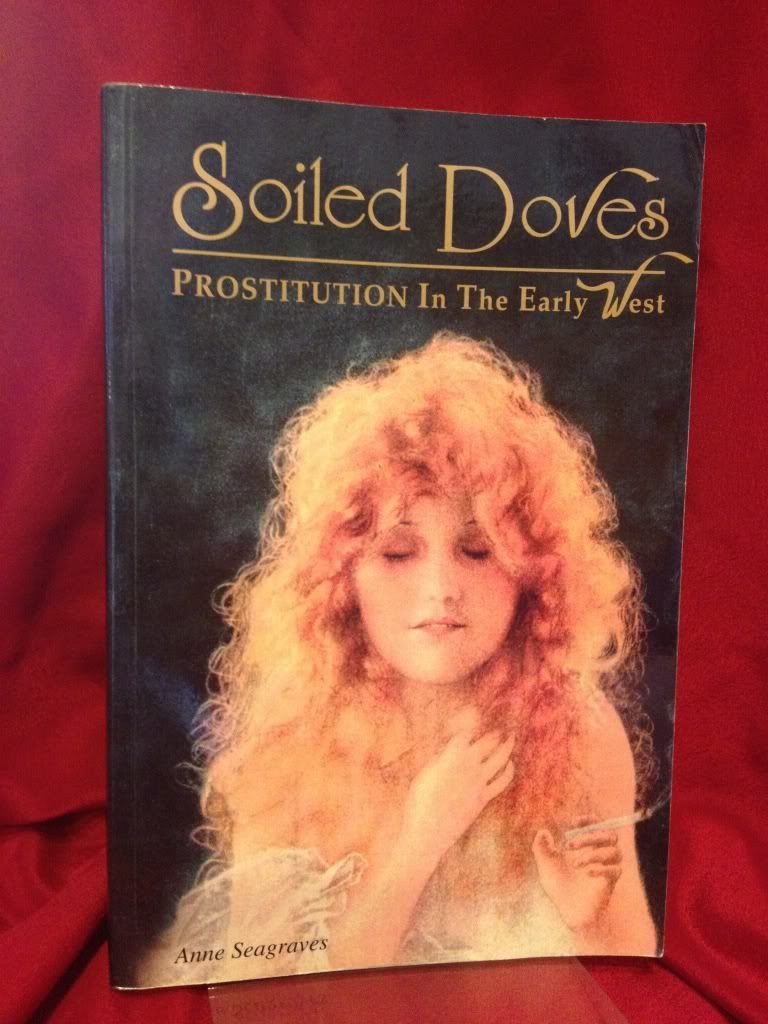 Soiled Doves
PROSTITUTION In The Early West
Anne Seagraves